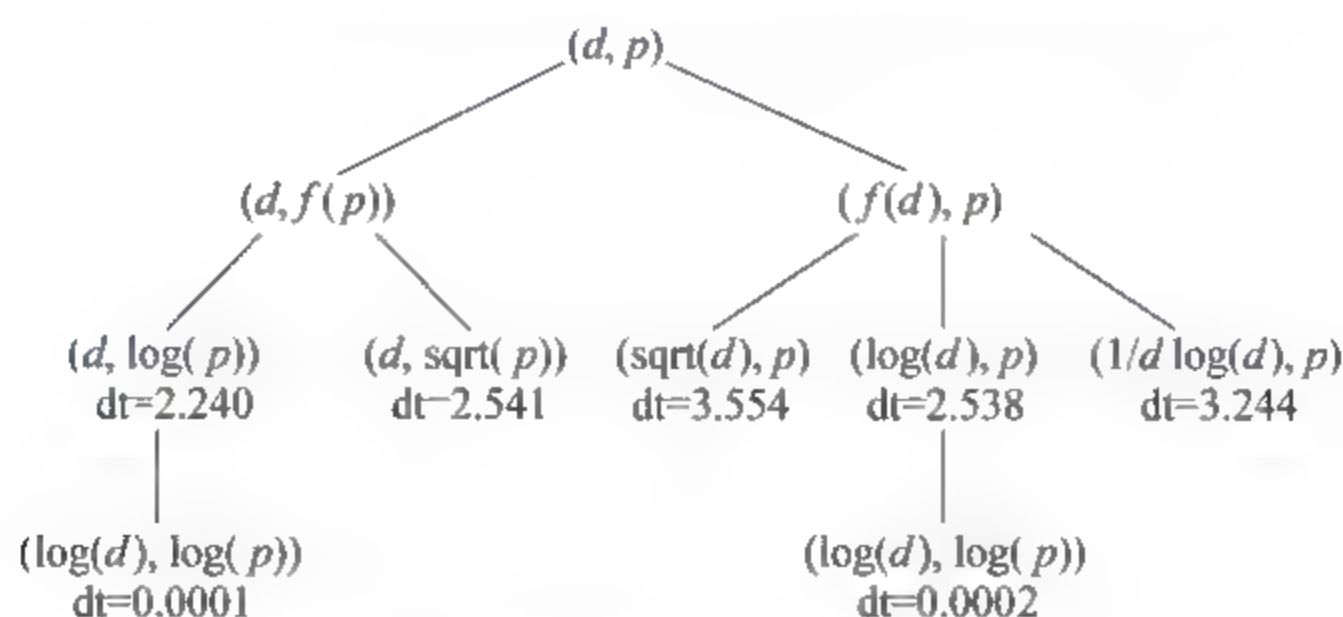 (d, p)
(d, f(p)) (f(d), p)
(d, log(p)) (d, sqrt(p)) (sqrt(d), p) (log(d), p) (1/d log(d), p)
dt=2.240 dt=2.541 dt=3.554 dt=2.538 dt=3.244
(log(d), log(p)) (log(d), log(p))
dt=0.0001 dt=0.0002